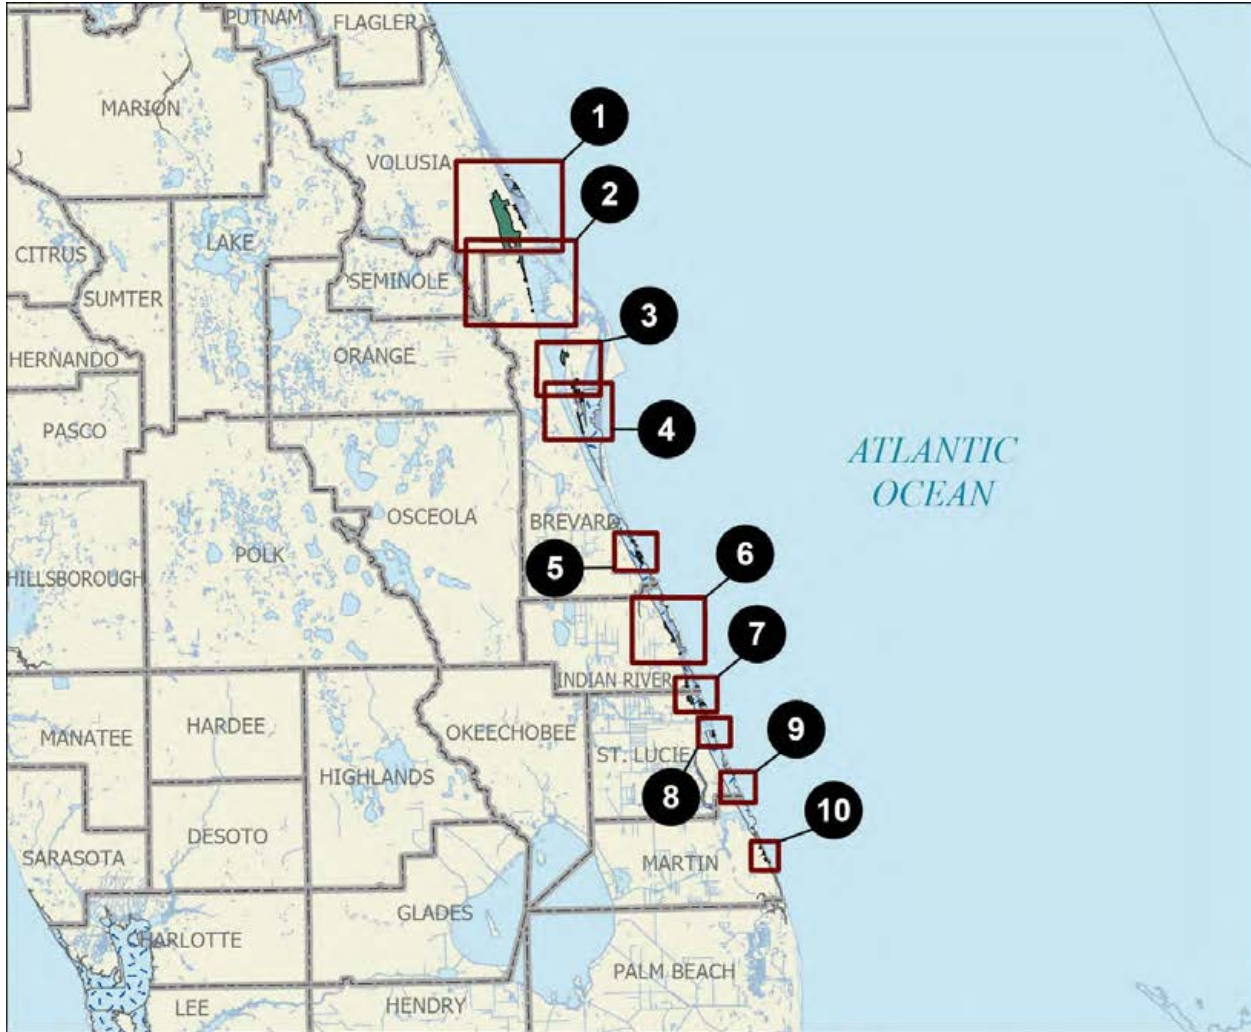 PUTNAM
FLAGLER
MARION
1
VOLUSIA
2
LAKE
CITRUS
SEMINOLE
SUMTER
3
ORANGE
HERNANDO
4
PASCO
ATLANTIC
OCEAN
OSCEOLA
BREVARD
POLK
6
5
HILLSBOROUGH
7
INDIAN RIVER
HARDEE
OKEECHOBEE
MANATEE
9
ST. LUCIE
HIGHLANDS
8
10
DESOTO
SARASOTA
MARTIN
GLADES
CHARLOTTE
PALM BEACH
LEE
HENDRY